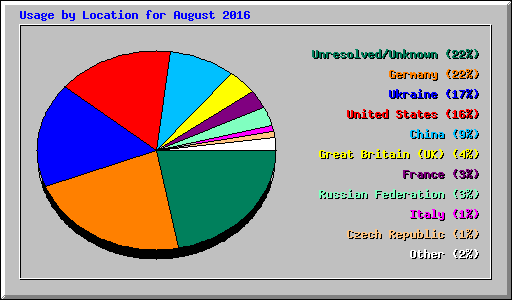 Usage by Location for August 2016
Unresolved/Unknown (22%)
Germany (22%)
Ukraine (17%)
United States (16%)
China (9%)
Great Britain (UK) (4%)
France (3%)
Russian Federation (3%)
Italy (1%)
Czech Republic (1%)
Other (2%)